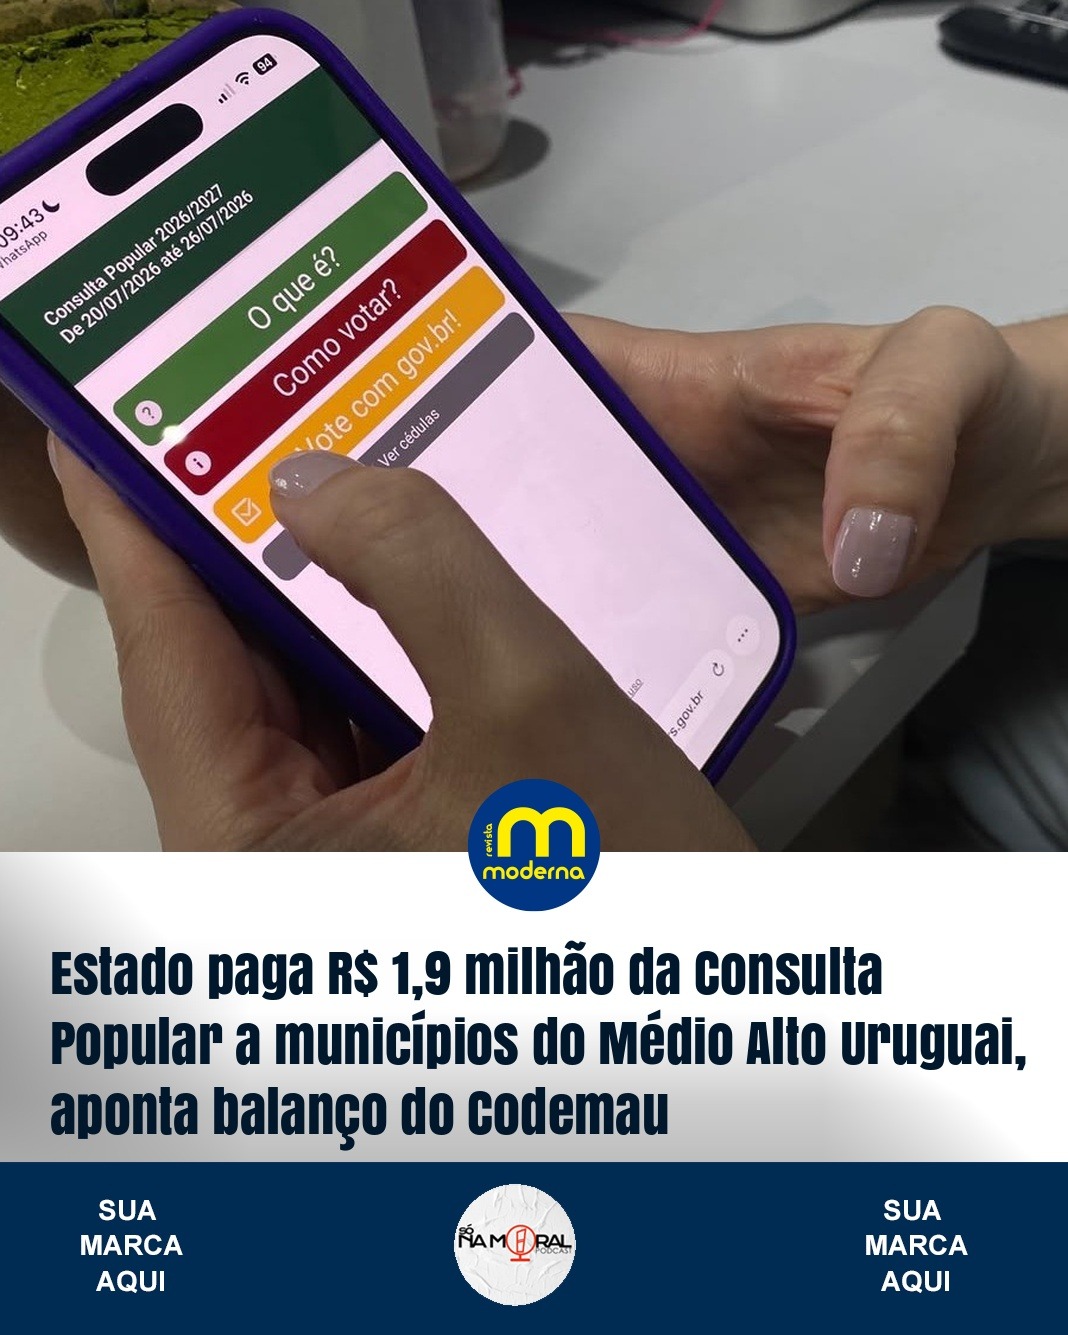 09:43
WhatsApp
94
Consulta Popular 2026/2027
De 20/07/2026 até 26/07/2026
? O que é?
i Como votar?
Vote com gov.br!
Ver cédulas
uso
s.gov.br
revista
m
moderna
Estado paga R$ 1,9 milhão da Consulta
Popular a municípios do Médio Alto Uruguai,
aponta balanço do Codemau
SUA
MARCA
AQUI
SÓ
NA MORAL
PODCAST
SUA
MARCA
AQUI